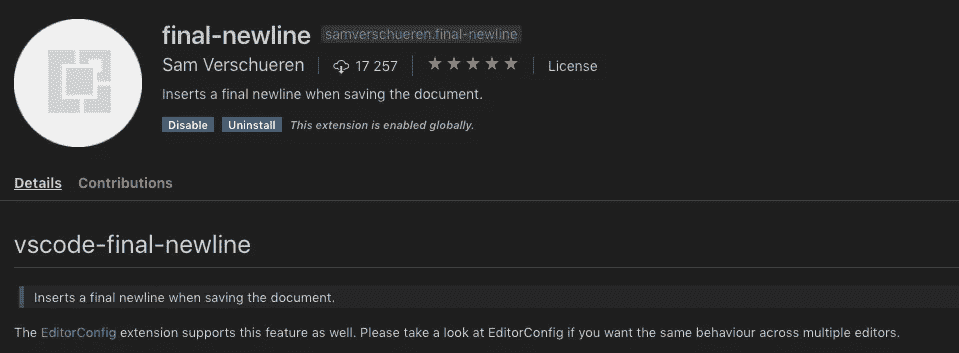 final-newline samverschueren.final-newline
Sam Verschueren 17 257 License
Inserts a final newline when saving the document.
Disable Uninstall This extension is enabled globally.
Details Contributions
vscode-final-newline
Inserts a final newline when saving the document.
The EditorConfig extension supports this feature as well. Please take a look at EditorConfig if you want the same behaviour across multiple editors.